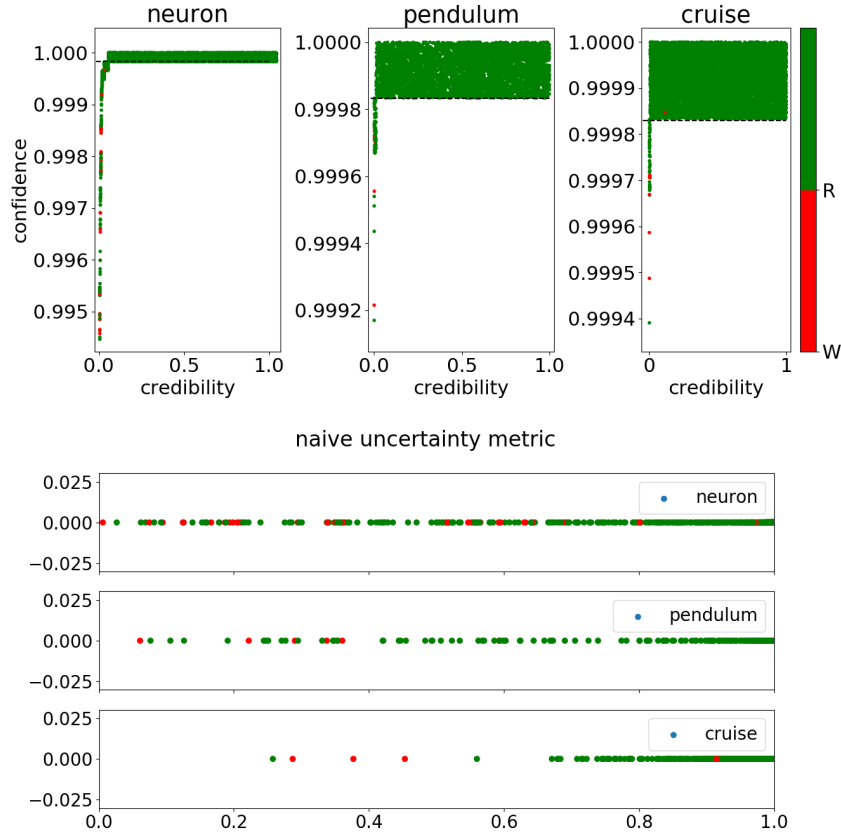 neuron pendulum cruise
confidence
1.000
0.999
0.998
0.997
0.996
0.995
0.0 0.5 1.0
credibility
1.0000
0.9998
0.9996
0.9994
0.9992
0.0 0.5 1.0
credibility
1.0000
0.9999
0.9998
0.9997
0.9996
0.9995
0.9994
0 1
credibility
R
W
naive uncertainty metric
0.025
0.000
−0.025
neuron
0.025
0.000
−0.025
pendulum
0.025
0.000
−0.025
cruise
0.0 0.2 0.4 0.6 0.8 1.0